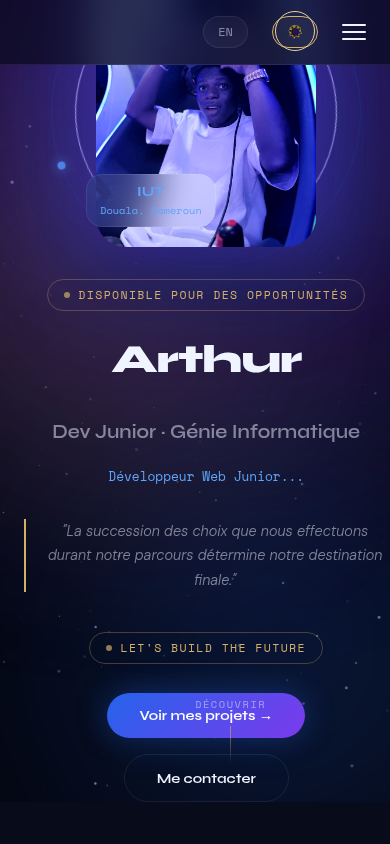 EN
IUT
Douala, Cameroun
DISPONIBLE POUR DES OPPORTUNITÉS
Arthur
Dev Junior · Génie Informatique
Développeur Web Junior...
"La succession des choix que nous effectuons
durant notre parcours détermine notre destination
finale."
LET'S BUILD THE FUTURE
DÉCOUVRIR
Voir mes projets →
Me contacter